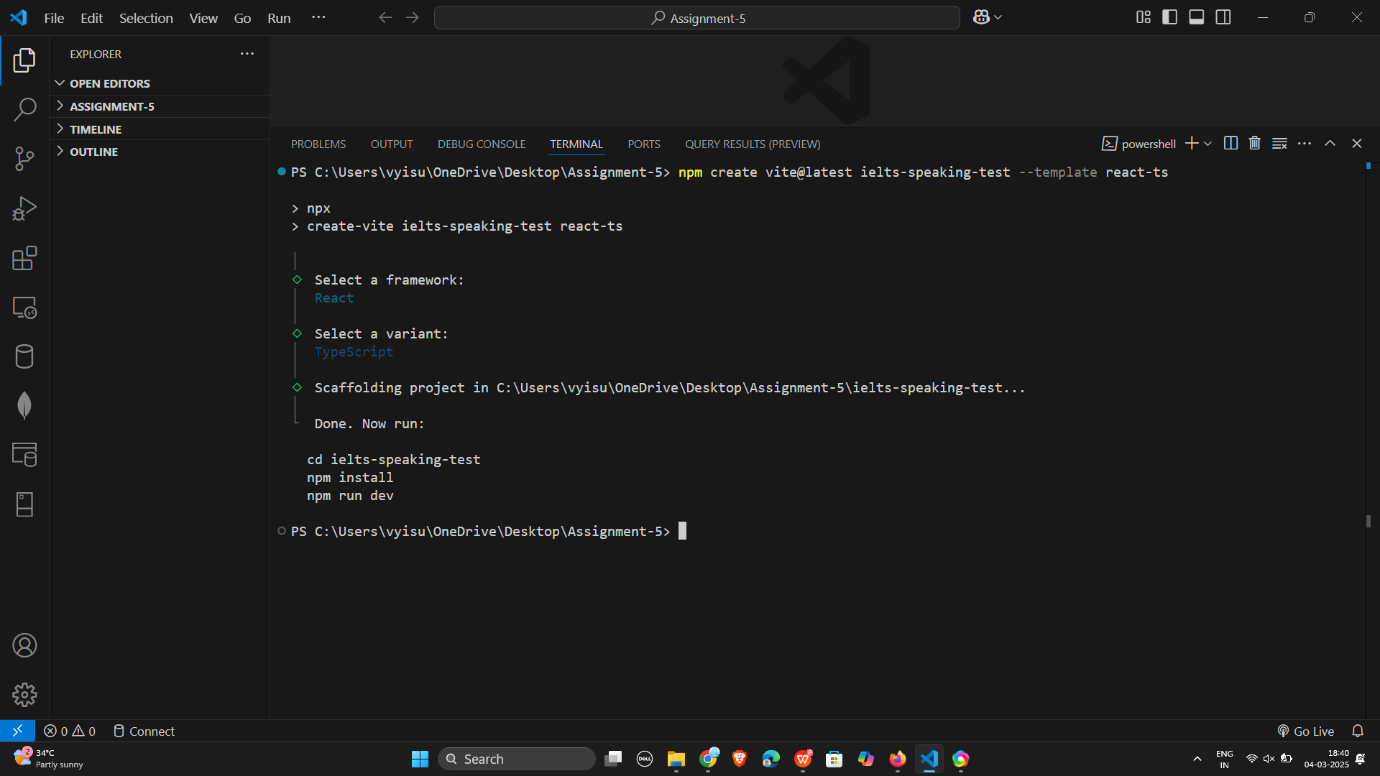 File Edit Selection View Go Run ···
Assignment-5
EXPLORER ···
OPEN EDITORS
ASSIGNMENT-5
TIMELINE
OUTLINE
PROBLEMS OUTPUT DEBUG CONSOLE TERMINAL PORTS QUERY RESULTS (PREVIEW) powershell ···
PS C:\Users\vyisu\OneDrive\Desktop\Assignment-5> npm create vite@latest ielts-speaking-test --template react-ts
> npx
> create-vite ielts-speaking-test react-ts
Select a framework:
React
Select a variant:
TypeScript
Scaffolding project in C:\Users\vyisu\OneDrive\Desktop\Assignment-5\ielts-speaking-test...
Done. Now run:
cd ielts-speaking-test
npm install
npm run dev
PS C:\Users\vyisu\OneDrive\Desktop\Assignment-5>
0 0 Connect Go Live
2 34°C
Partly sunny
Search
DELL
ENG
IN
18:40
04-03-2025